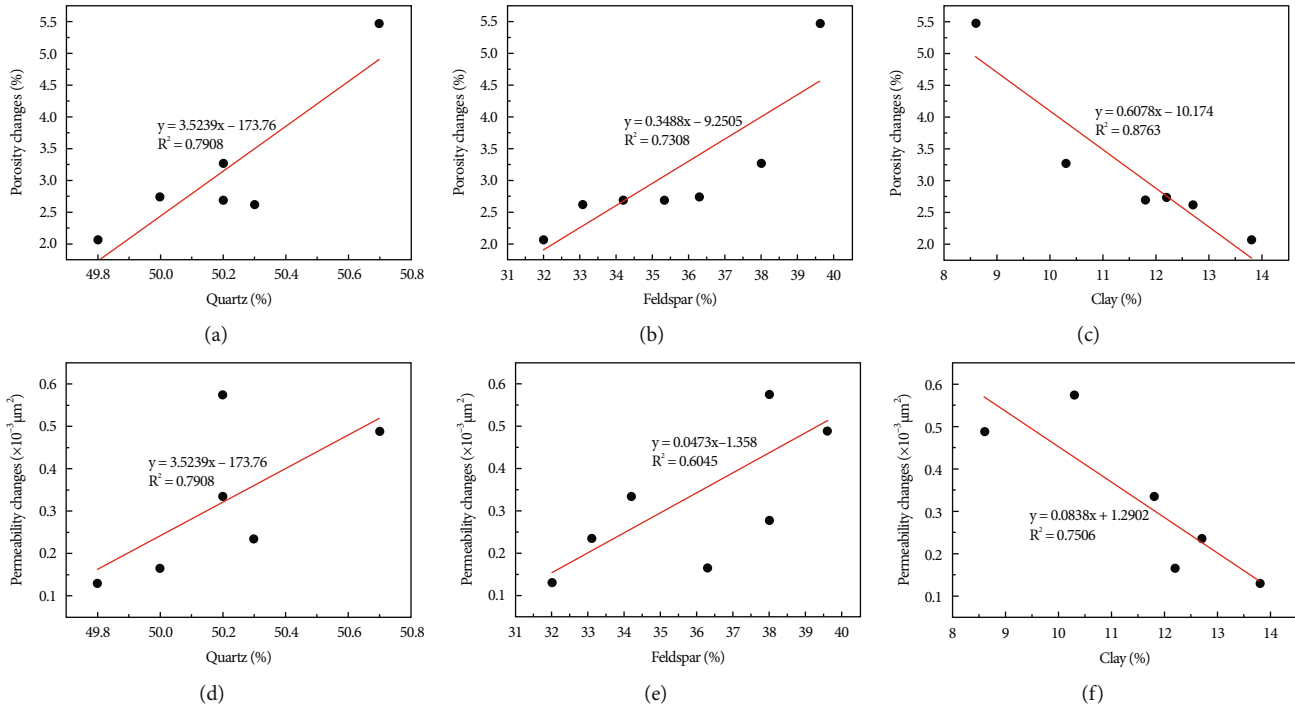 5.5
5.0
4.5
4.0
3.5
3.0
2.5
2.0
Porosity changes (%)
y = 3.5239x – 173.76
R² = 0.7908
49.8 50.0 50.2 50.4 50.6 50.8
Quartz (%)
(a)
5.5
5.0
4.5
4.0
3.5
3.0
2.5
2.0
Porosity changes (%)
y = 0.3488x – 9.2505
R² = 0.7308
31 32 33 34 35 36 37 38 39 40
Feldspar (%)
(b)
5.5
5.0
4.5
4.0
3.5
3.0
2.5
2.0
Porosity changes (%)
y = 0.6078x – 10.174
R² = 0.8763
8 9 10 11 12 13 14
Clay (%)
(c)
0.6
0.5
0.4
0.3
0.2
0.1
Permeability changes (×10⁻³μm²)
y = 3.5239x – 173.76
R² = 0.7908
49.8 50.0 50.2 50.4 50.6 50.8
Quartz (%)
(d)
0.6
0.5
0.4
0.3
0.2
0.1
Permeability changes (×10⁻³μm²)
y = 0.0473x–1.358
R² = 0.6045
31 32 33 34 35 36 37 38 39 40
Feldspar (%)
(e)
0.6
0.5
0.4
0.3
0.2
0.1
Permeability changes (×10⁻³μm²)
y = 0.0838x + 1.2902
R² = 0.7506
8 9 10 11 12 13 14
Clay (%)
(f)